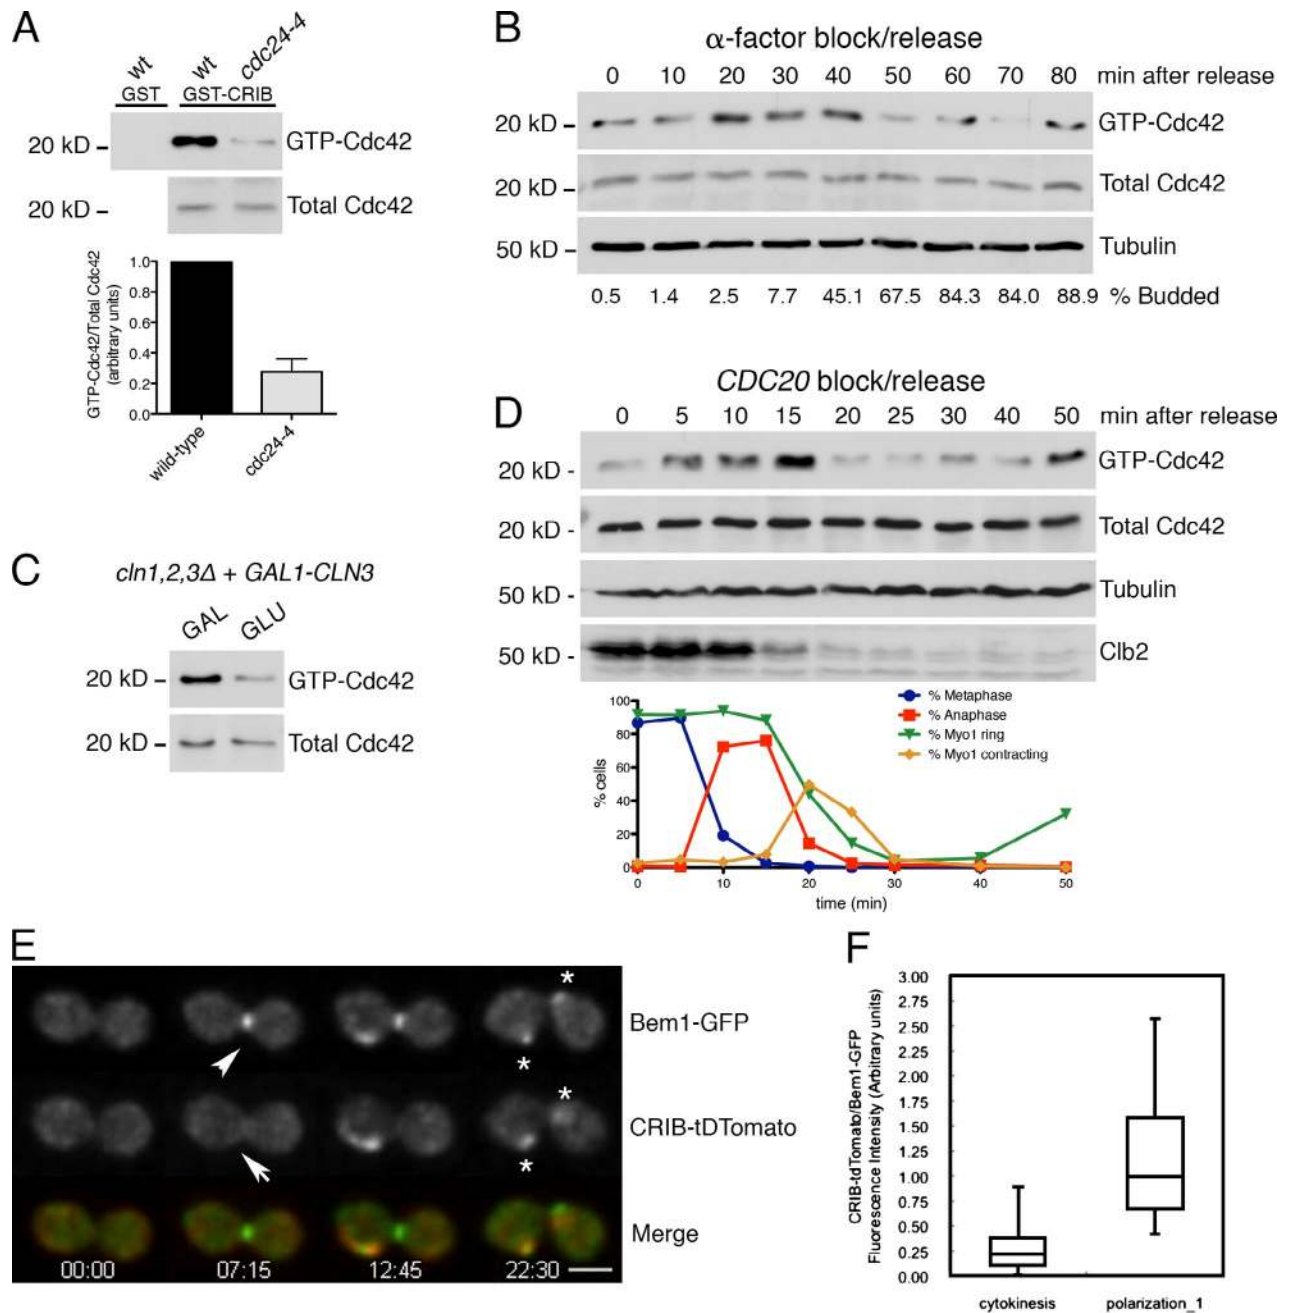 A
wt
wt
cdc24-4
GST
GST-CRIB
20 kD
GTP-Cdc42
20 kD
Total Cdc42
GTP-Cdc42/Total Cdc42
(arbitrary units)
1.0
0.8
0.6
0.4
0.2
0.0
wild-type
cdc24-4
B
α-factor block/release
0 10 20 30 40 50 60 70 80 min after release
20 kD
GTP-Cdc42
20 kD
Total Cdc42
50 kD
Tubulin
0.5 1.4 2.5 7.7 45.1 67.5 84.3 84.0 88.9 % Budded
C
cln1,2,3Δ + GAL1-CLN3
GAL GLU
20 kD
GTP-Cdc42
20 kD
Total Cdc42
D
CDC20 block/release
0 5 10 15 20 25 30 40 50 min after release
20 kD -
GTP-Cdc42
20 kD -
Total Cdc42
50 kD -
Tubulin
50 kD -
Clb2
% cells
100
80
60
40
20
0
0 10 20 30 40 50
time (min)
% Metaphase
% Anaphase
% Myo1 ring
% Myo1 contracting
E
*
*
Bem1-GFP
*
*
CRIB-tDTomato
Merge
00:00 07:15 12:45 22:30
F
CRIB-tdTomato/Bem1-GFP
Fluorescence Intensity (Arbitrary units)
3.00
2.75
2.50
2.25
2.00
1.75
1.50
1.25
1.00
0.75
0.50
0.25
0.00
cytokinesis polarization_1